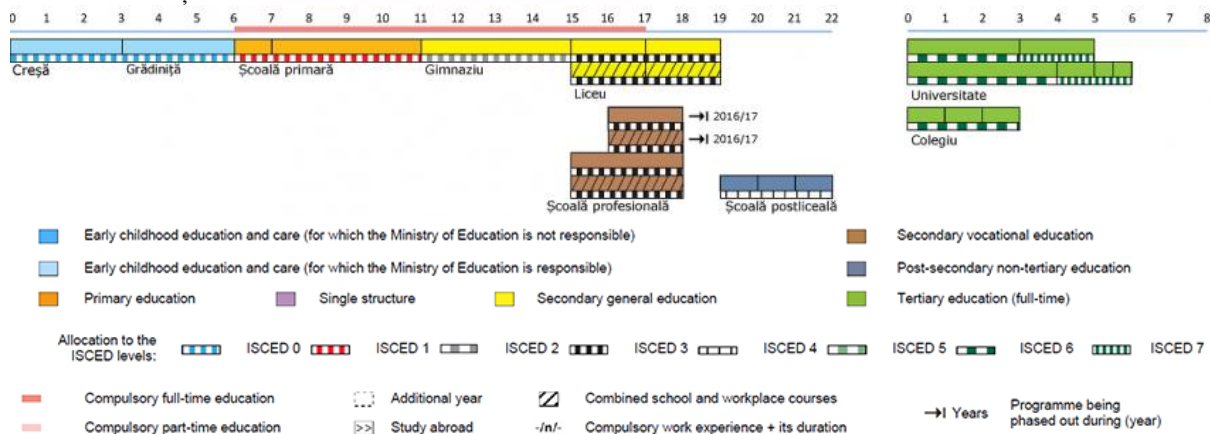 0 1 2 3 4 5 6 7 8 9 10 11 12 13 14 15 16 17 18 19 20 21 22
0 1 2 3 4 5 6 7 8
Creșă
Grădiniță
Școală primară
Gimnaziu
Liceu
Universitate
2016/17
2016/17
Colegiu
Școală profesională
Școală postliceală
Early childhood education and care (for which the Ministry of Education is not responsible)
Secondary vocational education
Early childhood education and care (for which the Ministry of Education is responsible)
Post-secondary non-tertiary education
Primary education
Single structure
Secondary general education
Tertiary education (full-time)
Allocation to the
ISCED levels:
ISCED 0
ISCED 1
ISCED 2
ISCED 3
ISCED 4
ISCED 5
ISCED 6
ISCED 7
Compulsory full-time education
Additional year
Combined school and workplace courses
Years
Programme being
phased out during (year)
Compulsory part-time education
>>
Study abroad
-/n/-
Compulsory work experience + its duration